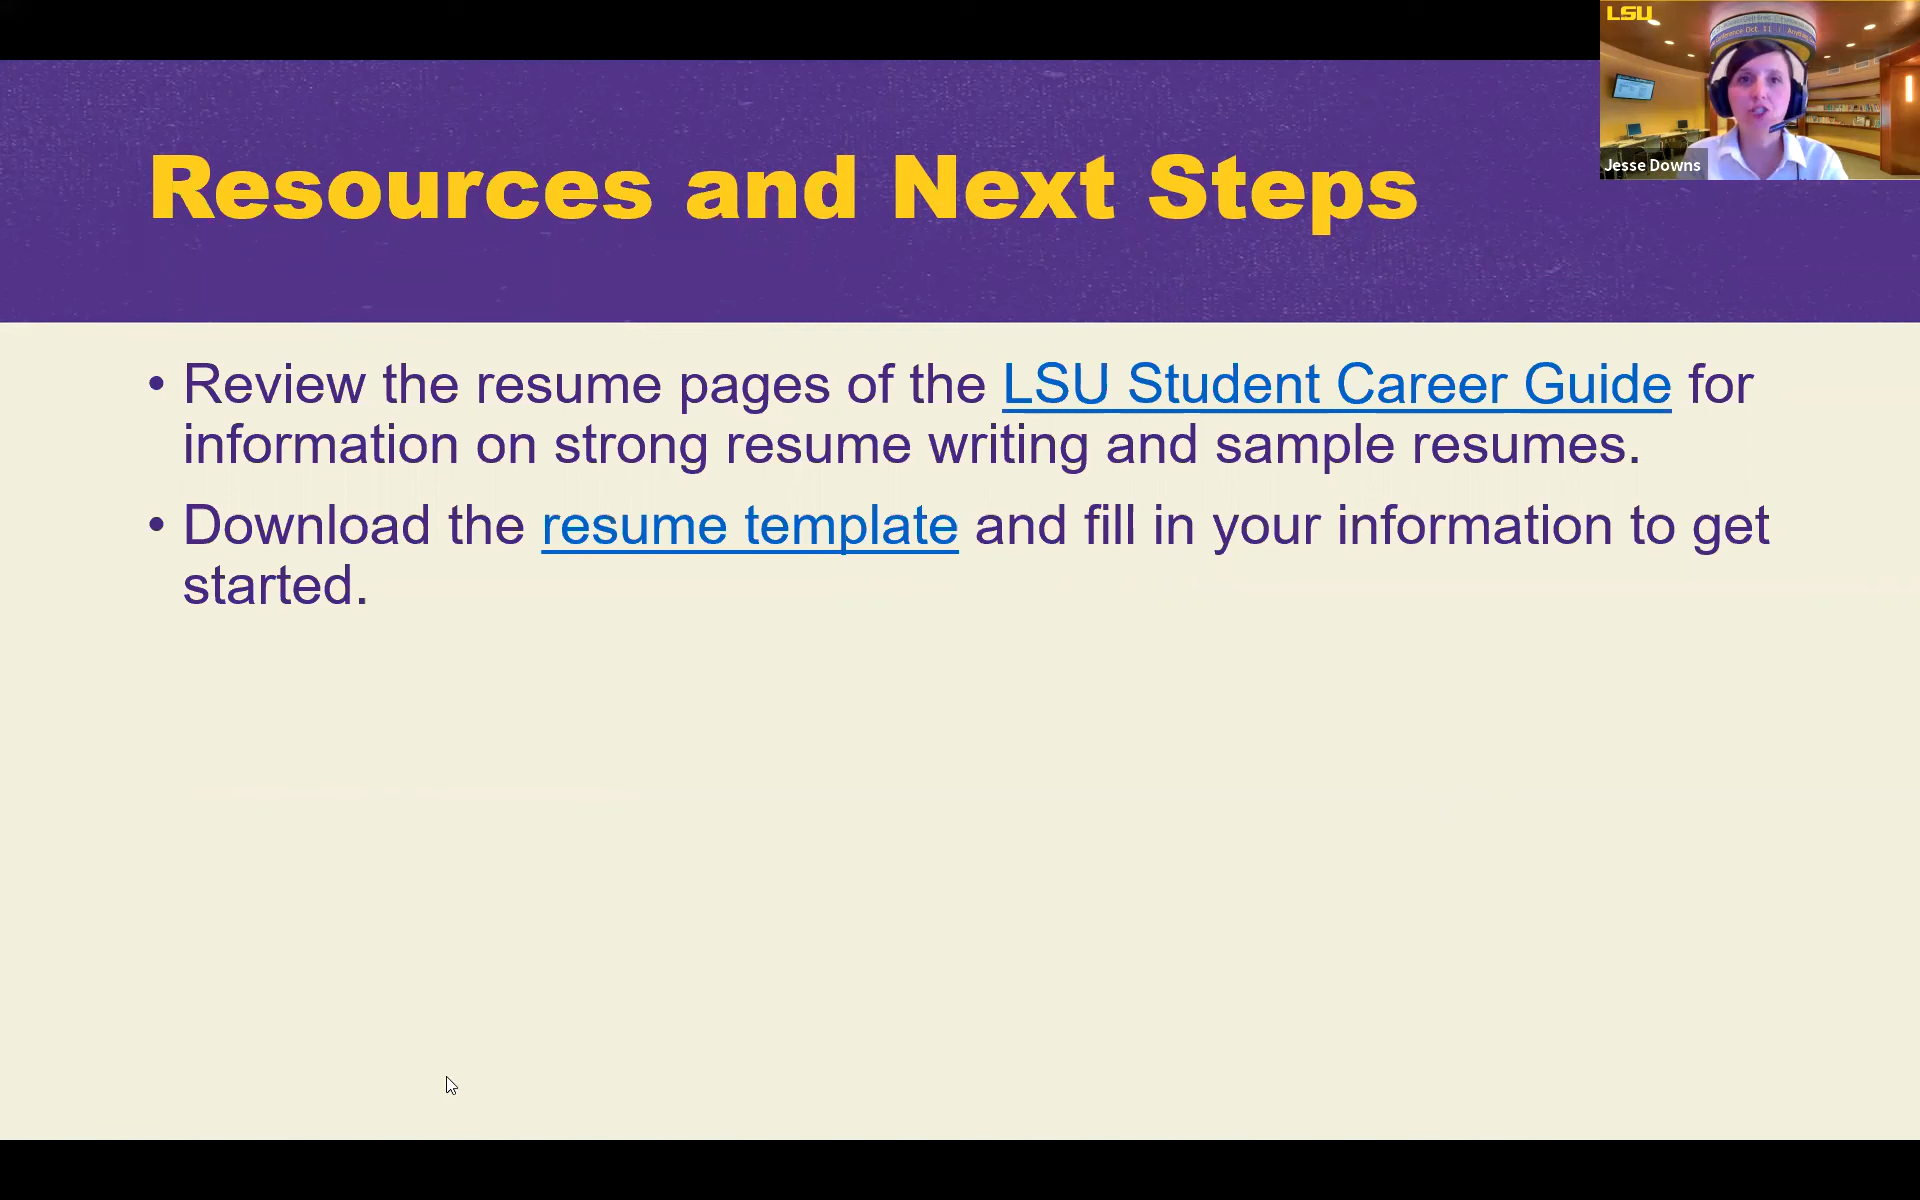 LSU
Jesse Downs
Resources and Next Steps
• Review the resume pages of the LSU Student Career Guide for
information on strong resume writing and sample resumes.
• Download the resume template and fill in your information to get
started.